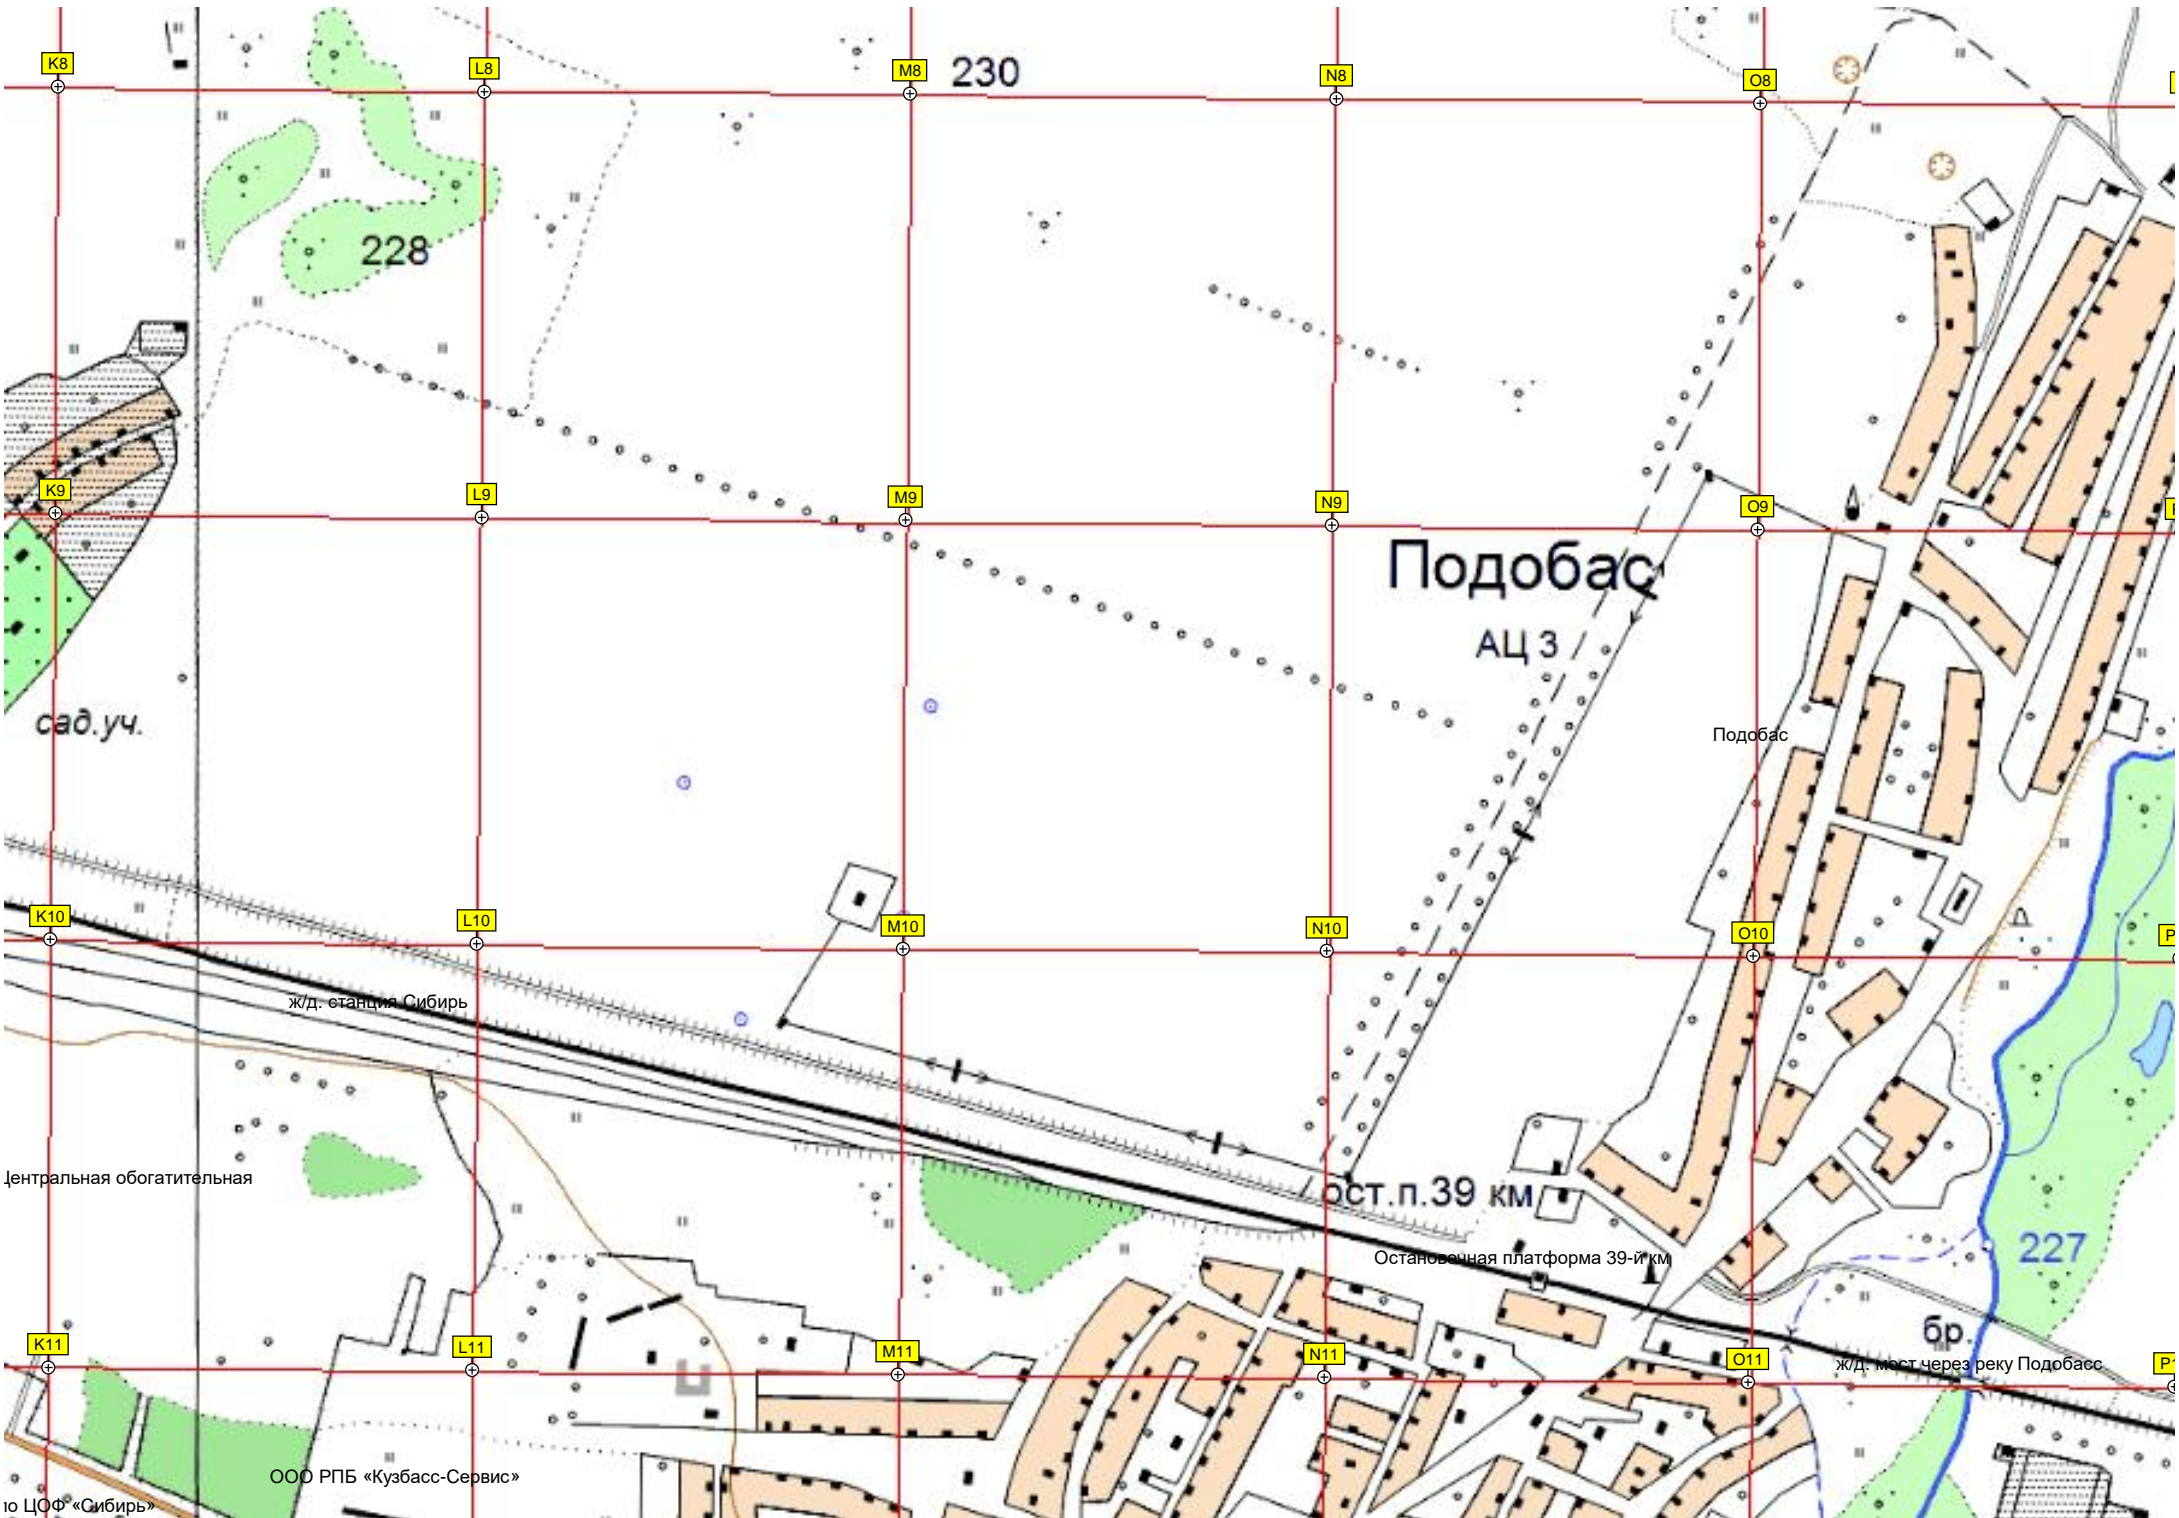 K8
L8
M8
230
N8
O8
228
K9
L9
M9
N9
O9
Подобас
АЦ 3
сад.уч.
Подобас
K10
L10
M10
N10
O10
ж/д. станция Сибирь
Центральная обогатительная
ост.п.39 км
Остановочная платформа 39-й км
227
бр.
K11
L11
M11
N11
O11
ж/д. мост через реку Подобасс
ООО РПБ «Кузбасс-Сервис»
ЦОФ «Сибирь»